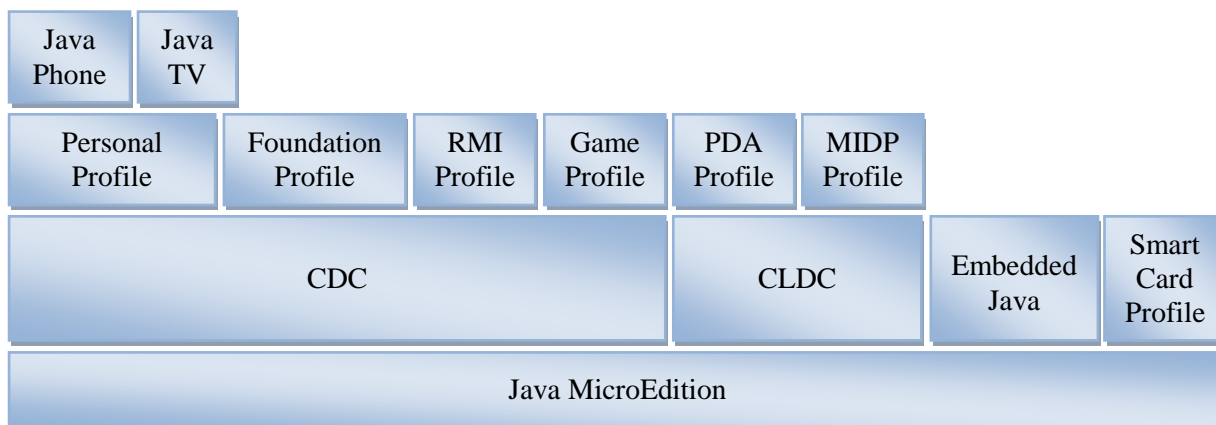 Java
Phone
Java
TV
Personal
Profile
Foundation
Profile
RMI
Profile
Game
Profile
PDA
Profile
MIDP
Profile
CDC
CLDC
Embedded
Java
Smart
Card
Profile
Java MicroEdition